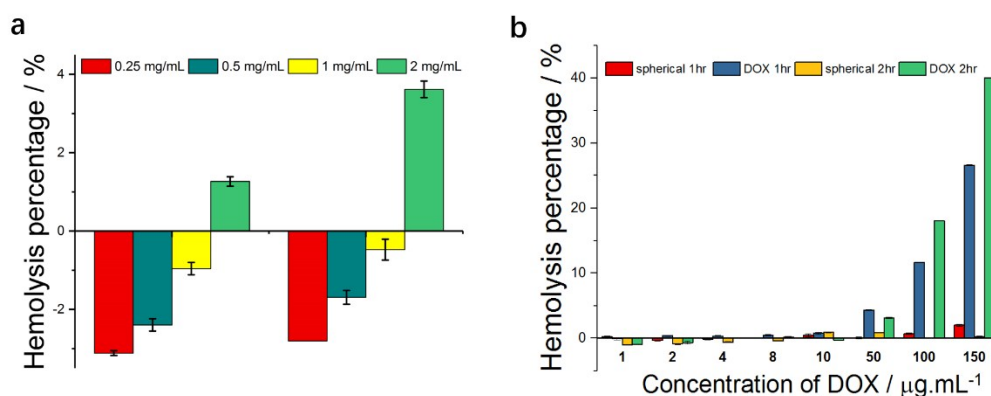 a
0.25 mg/mL 0.5 mg/mL 1 mg/mL 2 mg/mL
Hemolysis percentage / %
4
2
0
-2
b
spherical 1hr DOX 1hr spherical 2hr DOX 2hr
Hemolysis percentage / %
40
30
20
10
0
1 2 4 8 10 50 100 150
Concentration of DOX / μg.mL⁻¹